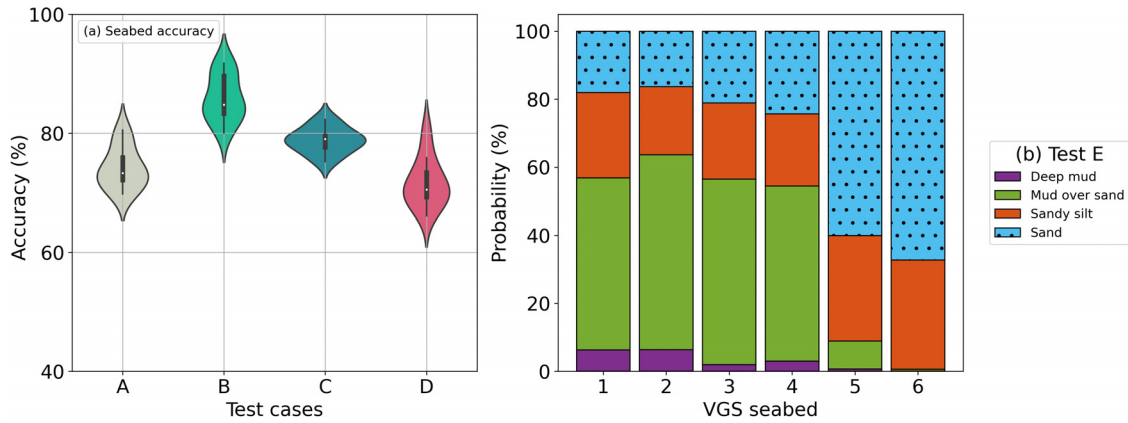 (a) Seabed accuracy
Accuracy (%)
100
80
60
40
A B C D
Test cases
Probability (%)
100
80
60
40
20
0
1 2 3 4 5 6
VGS seabed
(b) Test E
Deep mud
Mud over sand
Sandy silt
Sand